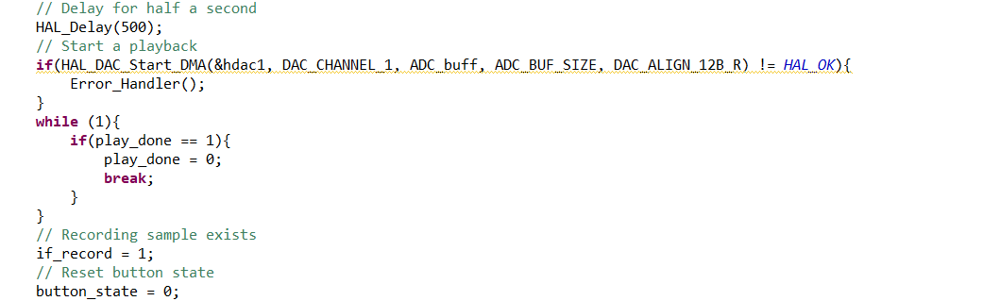 // Delay for half a second
HAL_Delay(500);
// Start a playback
if(HAL_DAC_Start_DMA(&hdac1, DAC_CHANNEL_1, ADC_buff, ADC_BUF_SIZE, DAC_ALIGN_12B_R) != HAL_OK){
    Error_Handler();
}
while (1){
    if(play_done == 1){
        play_done = 0;
        break;
    }
}
// Recording sample exists
if_record = 1;
// Reset button state
button_state = 0;